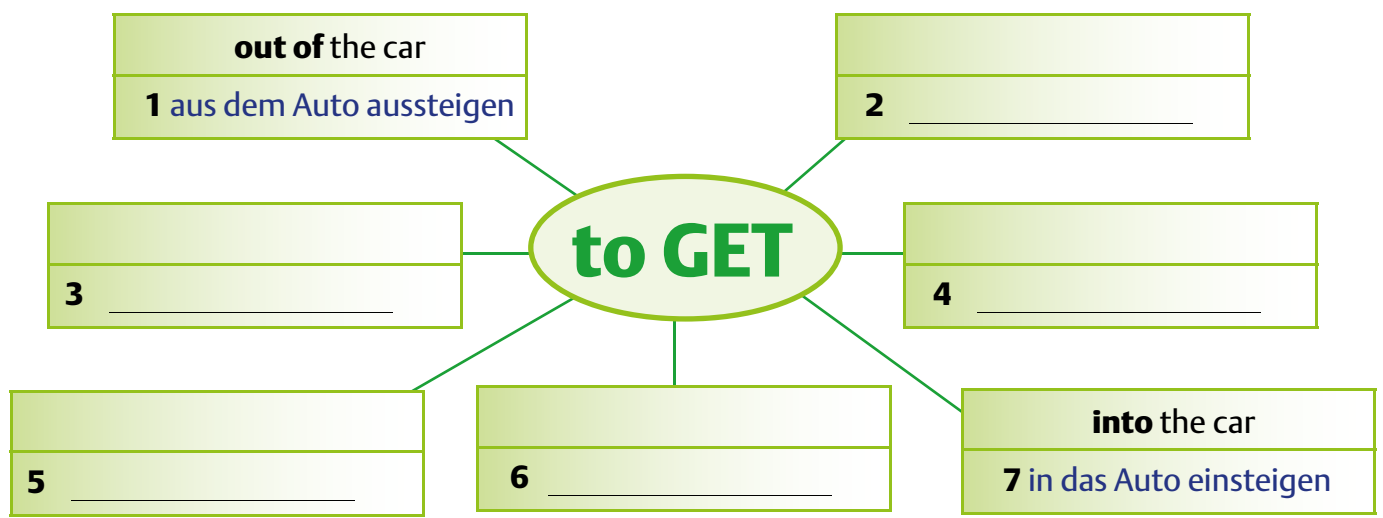 out of the car
1 aus dem Auto aussteigen
2
to GET
3
4
5
6
into the car
7 in das Auto einsteigen